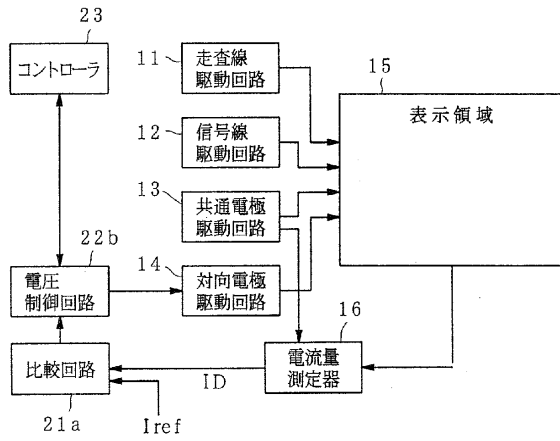 23
コントローラ
11
走査線
駆動回路
15
表示領域
12
信号線
駆動回路
13
共通電極
駆動回路
22b
電圧
制御回路
14
対向電極
駆動回路
16
電流量
測定器
比較回路
ID
21a
Iref